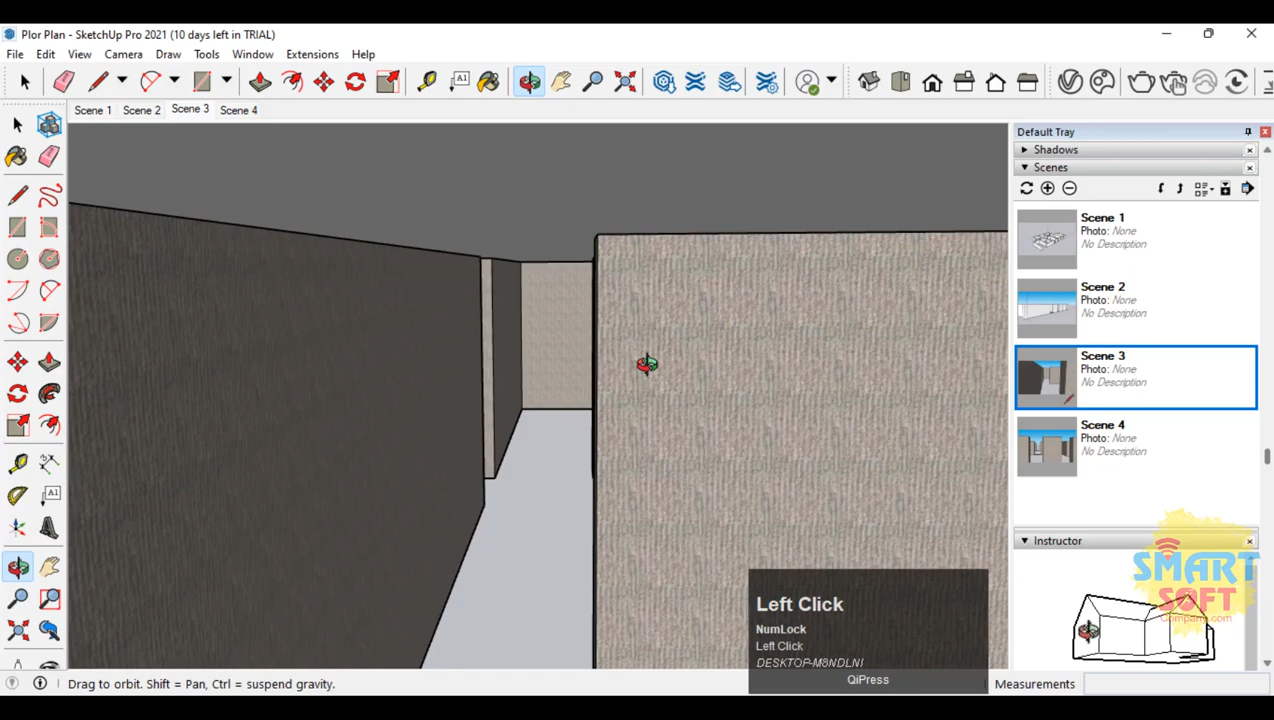 Plor Plan - SketchUp Pro 2021 (10 days left in TRIAL)
File Edit View Camera Draw Tools Window Extensions Help
Scene 1 Scene 2 Scene 3 Scene 4
Default Tray
Shadows
Scenes
Scene 1
Photo: None
No Description
Scene 2
Photo: None
No Description
Scene 3
Photo: None
No Description
Scene 4
Photo: None
No Description
Instructor
SMART
SOFT
Company.com
Left Click
NumLock
Left Click
DESKTOP-M8NDLNI
QiPress
Drag to orbit. Shift = Pan, Ctrl = suspend gravity.
Measurements